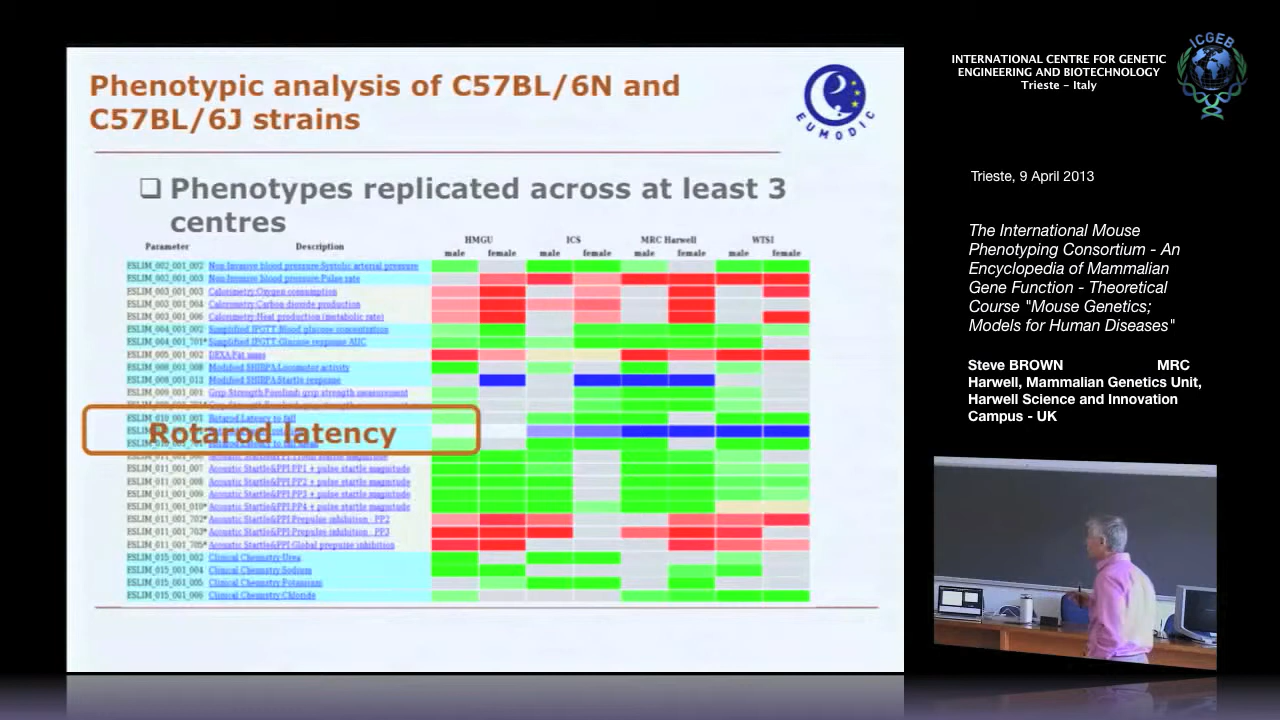 Phenotypic analysis of C57BL/6N and
C57BL/6J strains
EUMODIC
❑ Phenotypes replicated across at least 3
centres
HMGU ICS MRC Harwell WTSI
Parameter Description male female male female male female male female
ESLIM_002_001_002 Non-Invasive blood pressure:Systolic arterial pressure
ESLIM_002_001_003 Non-Invasive blood pressure:Pulse rate
ESLIM_003_001_003 Calorimetry:Oxygen consumption
ESLIM_003_001_004 Calorimetry:Carbon dioxide production
ESLIM_003_001_006 Calorimetry:Heat production (metabolic rate)
ESLIM_004_001_002 Simplified IPGTT:Blood glucose concentration
ESLIM_004_001_701* Simplified IPGTT:Glucose response AUC
ESLIM_005_001_002 DEXA:Fat mass
ESLIM_008_001_008 Modified SHIRPA:Locomotor activity
ESLIM_008_001_013 Modified SHIRPA:Startle response
ESLIM_009_001_001 Grip Strength:Forelimb grip strength measurement
ESLIM_010_001_001 Rotarod:Latency to fall
Rotarod latency
ESLIM_011_001_007 Acoustic Startle&PPI:PP1 + pulse startle magnitude
ESLIM_011_001_008 Acoustic Startle&PPI:PP2 + pulse startle magnitude
ESLIM_011_001_009 Acoustic Startle&PPI:PP3 + pulse startle magnitude
ESLIM_011_001_010* Acoustic Startle&PPI:PP4 + pulse startle magnitude
ESLIM_011_001_702* Acoustic Startle&PPI:Prepulse inhibition - PP2
ESLIM_011_001_703* Acoustic Startle&PPI:Prepulse inhibition - PP3
ESLIM_011_001_705* Acoustic Startle&PPI:Global prepulse inhibition
ESLIM_015_001_002 Clinical Chemistry:Urea
ESLIM_015_001_004 Clinical Chemistry:Sodium
ESLIM_015_001_005 Clinical Chemistry:Potassium
ESLIM_015_001_006 Clinical Chemistry:Chloride
INTERNATIONAL CENTRE FOR GENETIC
ENGINEERING AND BIOTECHNOLOGY
Trieste - Italy
ICGEB
Trieste, 9 April 2013
The International Mouse
Phenotyping Consortium - An
Encyclopedia of Mammalian
Gene Function - Theoretical
Course "Mouse Genetics;
Models for Human Diseases"
Steve BROWN MRC
Harwell, Mammalian Genetics Unit,
Harwell Science and Innovation
Campus - UK